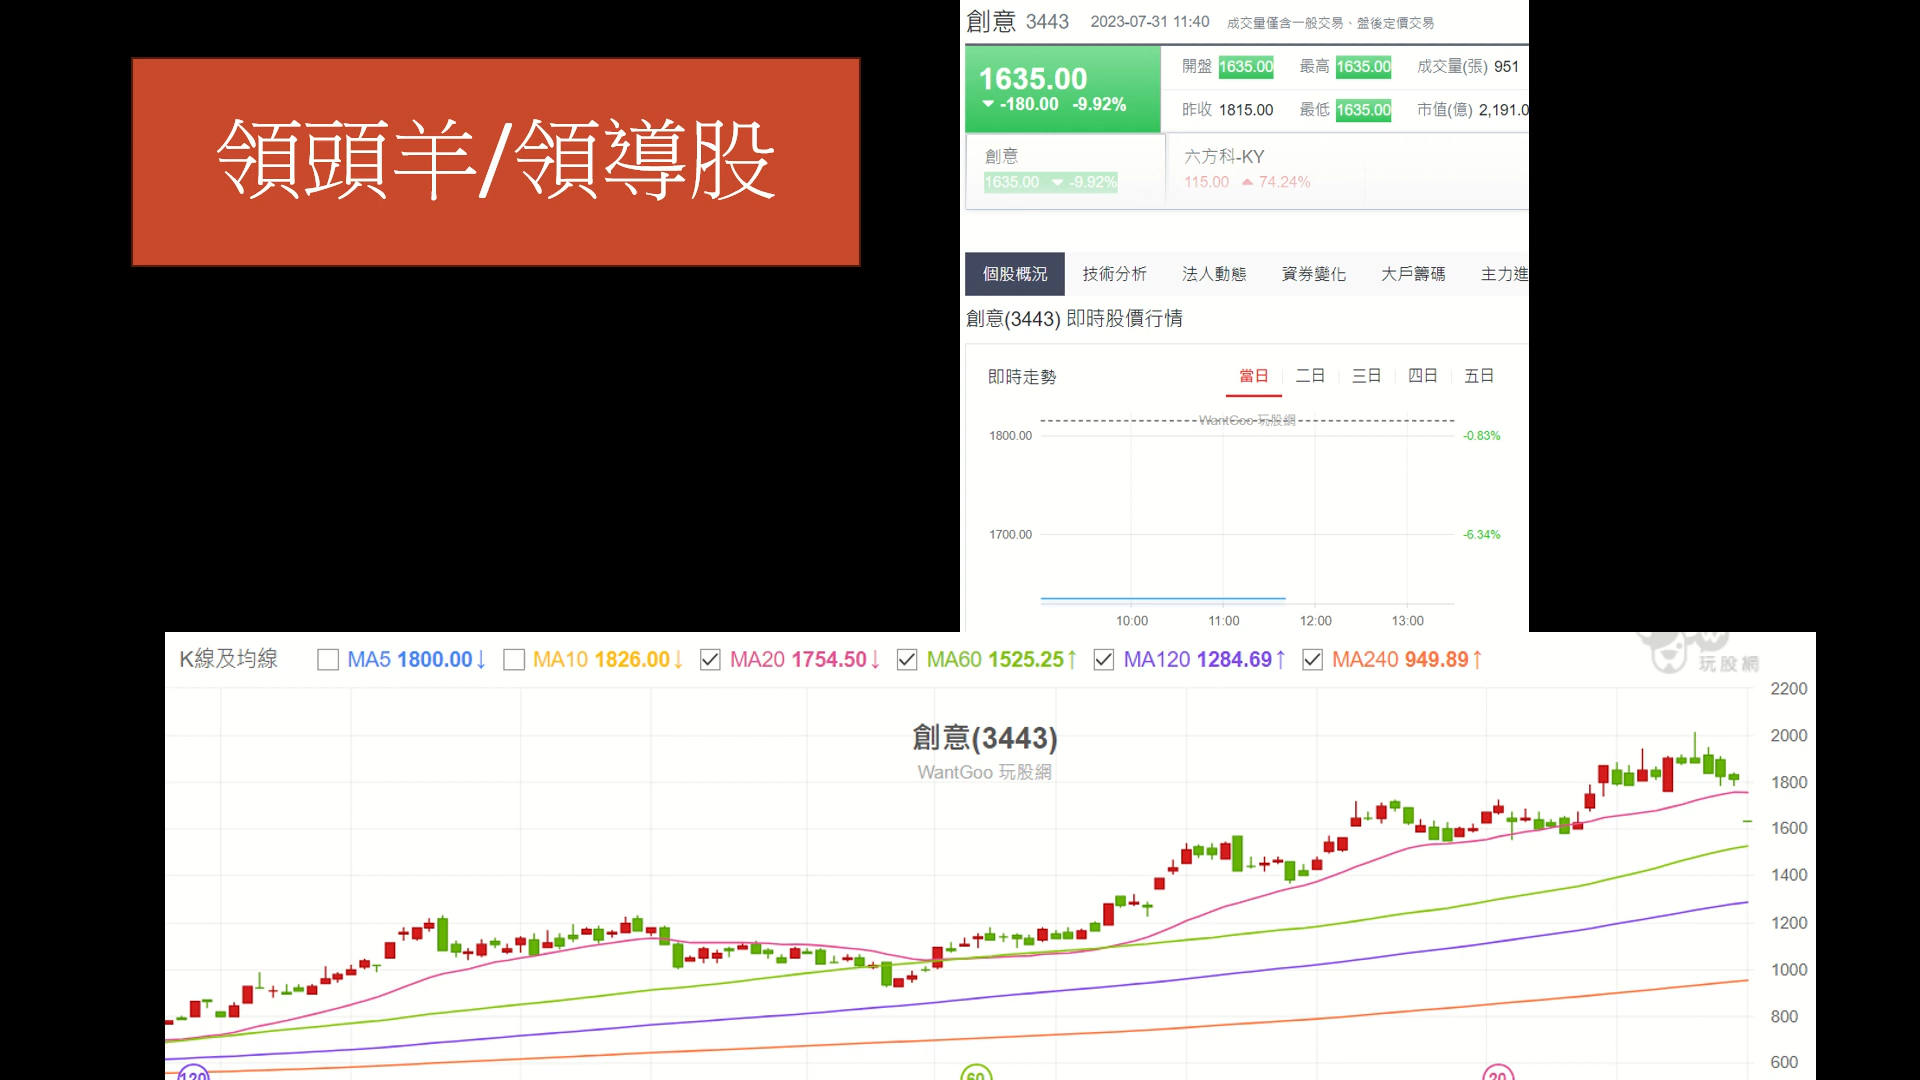 領頭羊/領導股
創意 3443 2023-07-31 11:40 成交量僅含一般交易、盤後定價交易
1635.00
-180.00 -9.92%
開盤 1635.00 最高 1635.00 成交量(張) 951
昨收 1815.00 最低 1635.00 市值(億) 2,191.0
創意 六方科-KY
1635.00 -9.92% 115.00 74.24%
個股概況 技術分析 法人動態 資券變化 大戶籌碼 主力進
創意(3443) 即時股價行情
即時走勢 當日 二日 三日 四日 五日
WantGoo 玩股網
1800.00 -0.83%
1700.00 -6.34%
10:00 11:00 12:00 13:00
K線及均線 MA5 1800.00↓ MA10 1826.00↓ MA20 1754.50↓ MA60 1525.25↑ MA120 1284.69↑ MA240 949.89↑
玩股網
創意(3443)
WantGoo 玩股網
2200
2000
1800
1600
1400
1200
1000
800
600
120 60 20